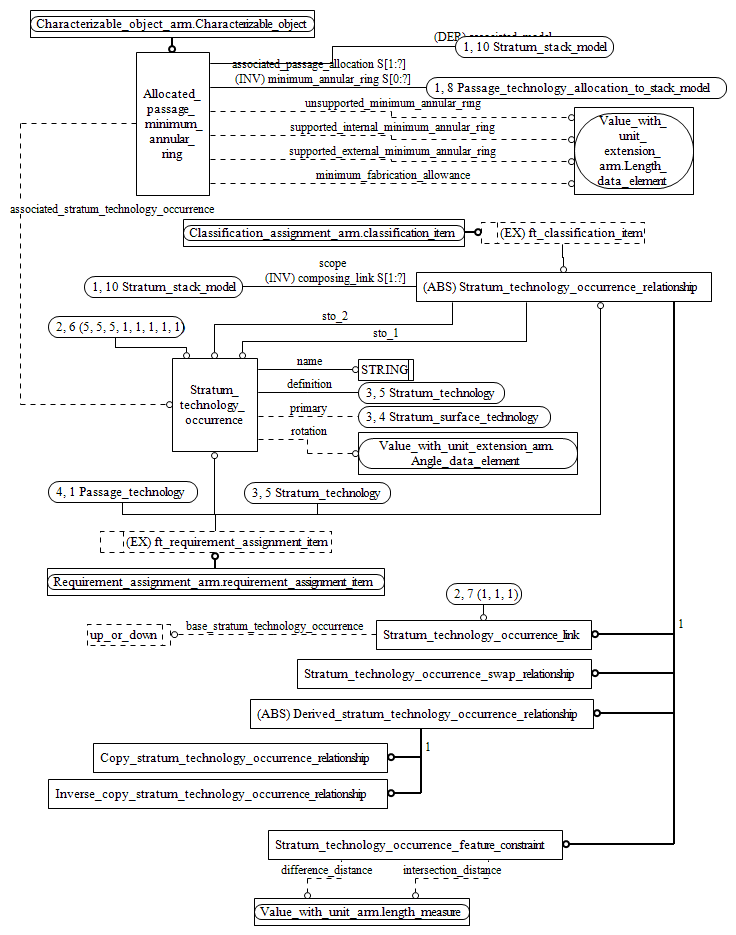 Characterizable_object_arm.Characterizable_object
(DER) associated_model
1, 10 Stratum_stack_model
associated_passage_allocation S[1:?]
(INV) minimum_annular_ring S[0:?]
1, 8 Passage_technology_allocation_to_stack_model
Allocated_
passage_
minimum_
annular_
ring
unsupported_minimum_annular_ring
supported_internal_minimum_annular_ring
supported_external_minimum_annular_ring
minimum_fabrication_allowance
Value_with_
unit_
extension_
arm.Length_
data_element
associated_stratum_technology_occurrence
Classification_assignment_arm.classification_item
(EX) ft_classification_item
scope
(INV) composing_link S[1:?]
1, 10 Stratum_stack_model
(ABS) Stratum_technology_occurrence_relationship
sto_2
sto_1
2, 6 (5, 5, 5, 1, 1, 1, 1, 1)
Stratum_
technology_
occurrence
name
STRING
definition
3, 5 Stratum_technology
primary
3, 4 Stratum_surface_technology
rotation
Value_with_unit_extension_arm.
Angle_data_element
4, 1 Passage_technology
3, 5 Stratum_technology
(EX) ft_requirement_assignment_item
Requirement_assignment_arm.requirement_assignment_item
2, 7 (1, 1, 1)
up_or_down
base_stratum_technology_occurrence
Stratum_technology_occurrence_link
1
Stratum_technology_occurrence_swap_relationship
(ABS) Derived_stratum_technology_occurrence_relationship
1
Copy_stratum_technology_occurrence_relationship
Inverse_copy_stratum_technology_occurrence_relationship
Stratum_technology_occurrence_feature_constraint
difference_distance
intersection_distance
Value_with_unit_arm.length_measure